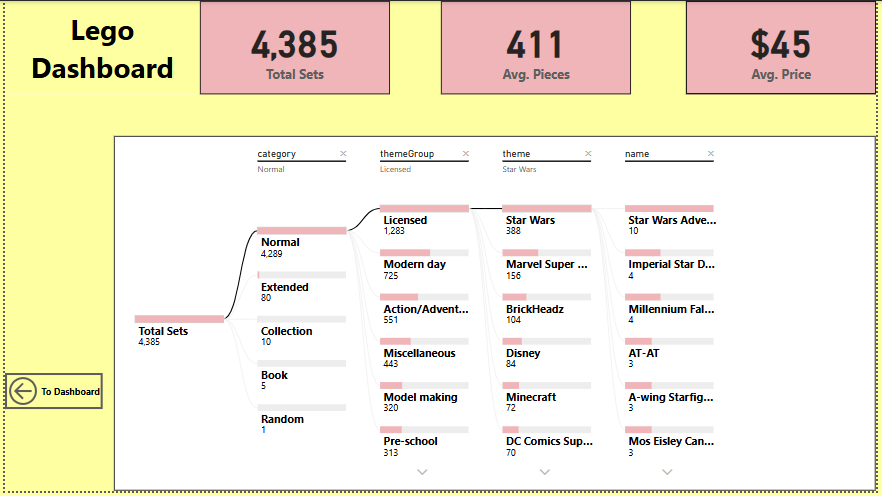 Lego
Dashboard
4,385
Total Sets
411
Avg. Pieces
$45
Avg. Price
category
Normal
themeGroup
Licensed
theme
Star Wars
name
Total Sets
4,385
Normal
4,289
Extended
80
Collection
10
Book
5
Random
1
Licensed
1,283
Modern day
725
Action/Advent...
551
Miscellaneous
443
Model making
320
Pre-school
313
Star Wars
388
Marvel Super ...
156
BrickHeadz
104
Disney
84
Minecraft
72
DC Comics Sup...
70
Star Wars Adve...
10
Imperial Star D...
4
Millennium Fal...
4
AT-AT
3
A-wing Starfig...
3
Mos Eisley Can...
3
To Dashboard